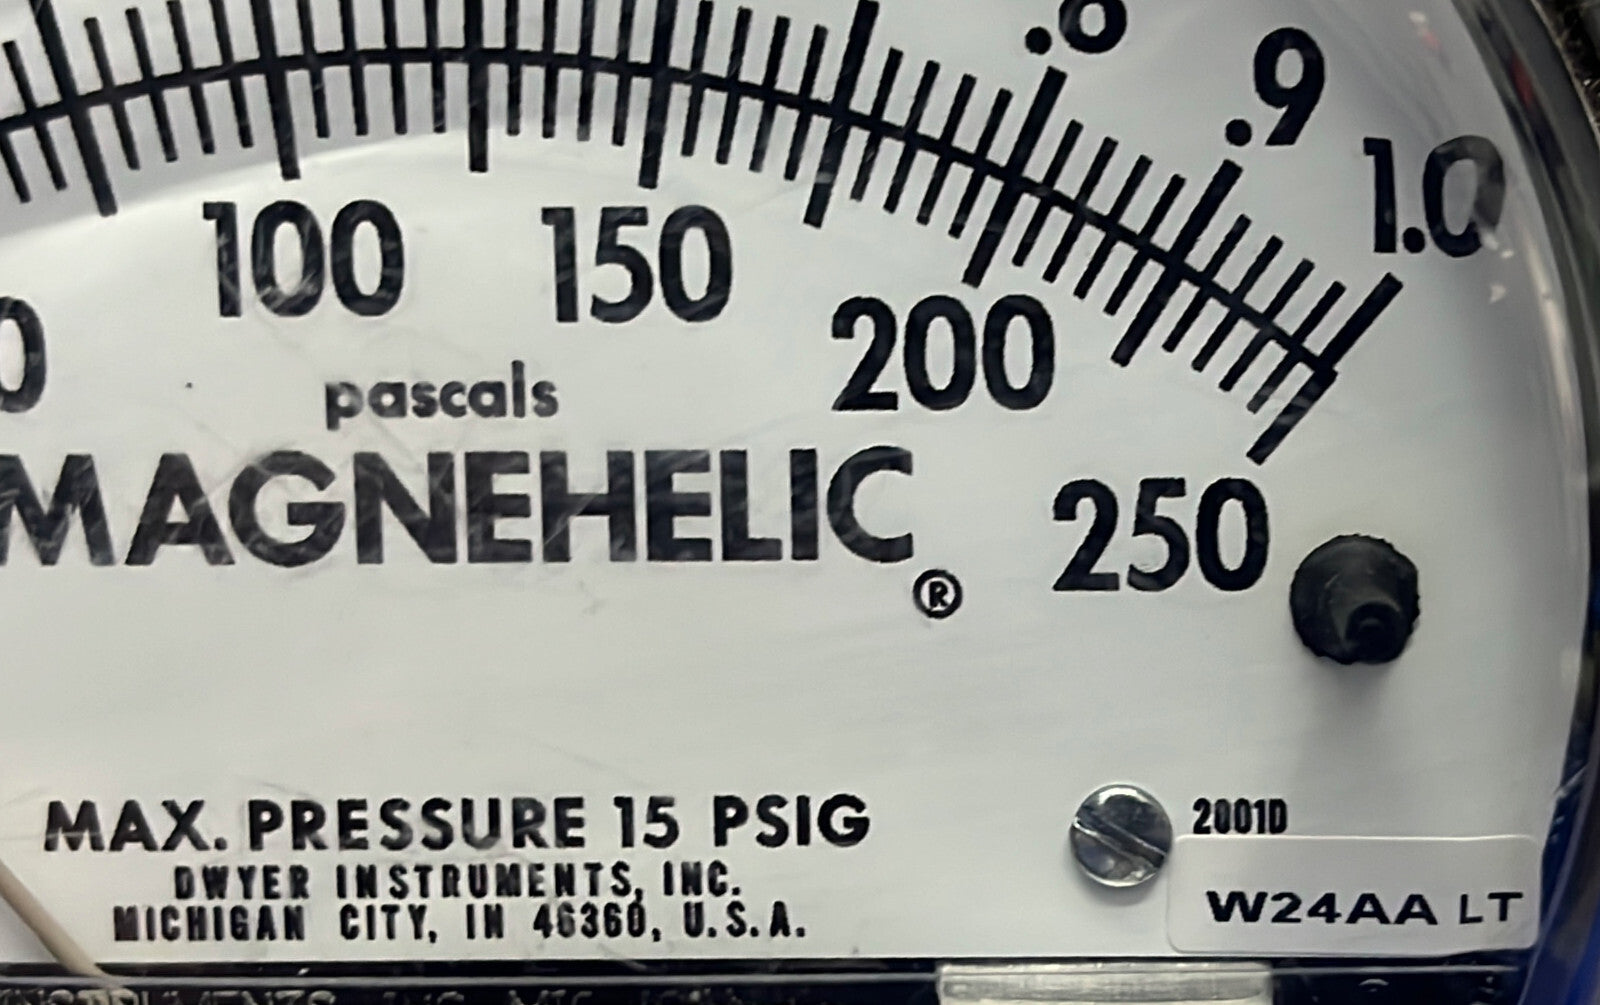 .8 .9 1.0
0 100 150 200 250
pascals
MAGNEHELIC®
MAX. PRESSURE 15 PSIG
DWYER INSTRUMENTS, INC.
MICHIGAN CITY, IN 46360, U.S.A.
2001D
W24AA LT